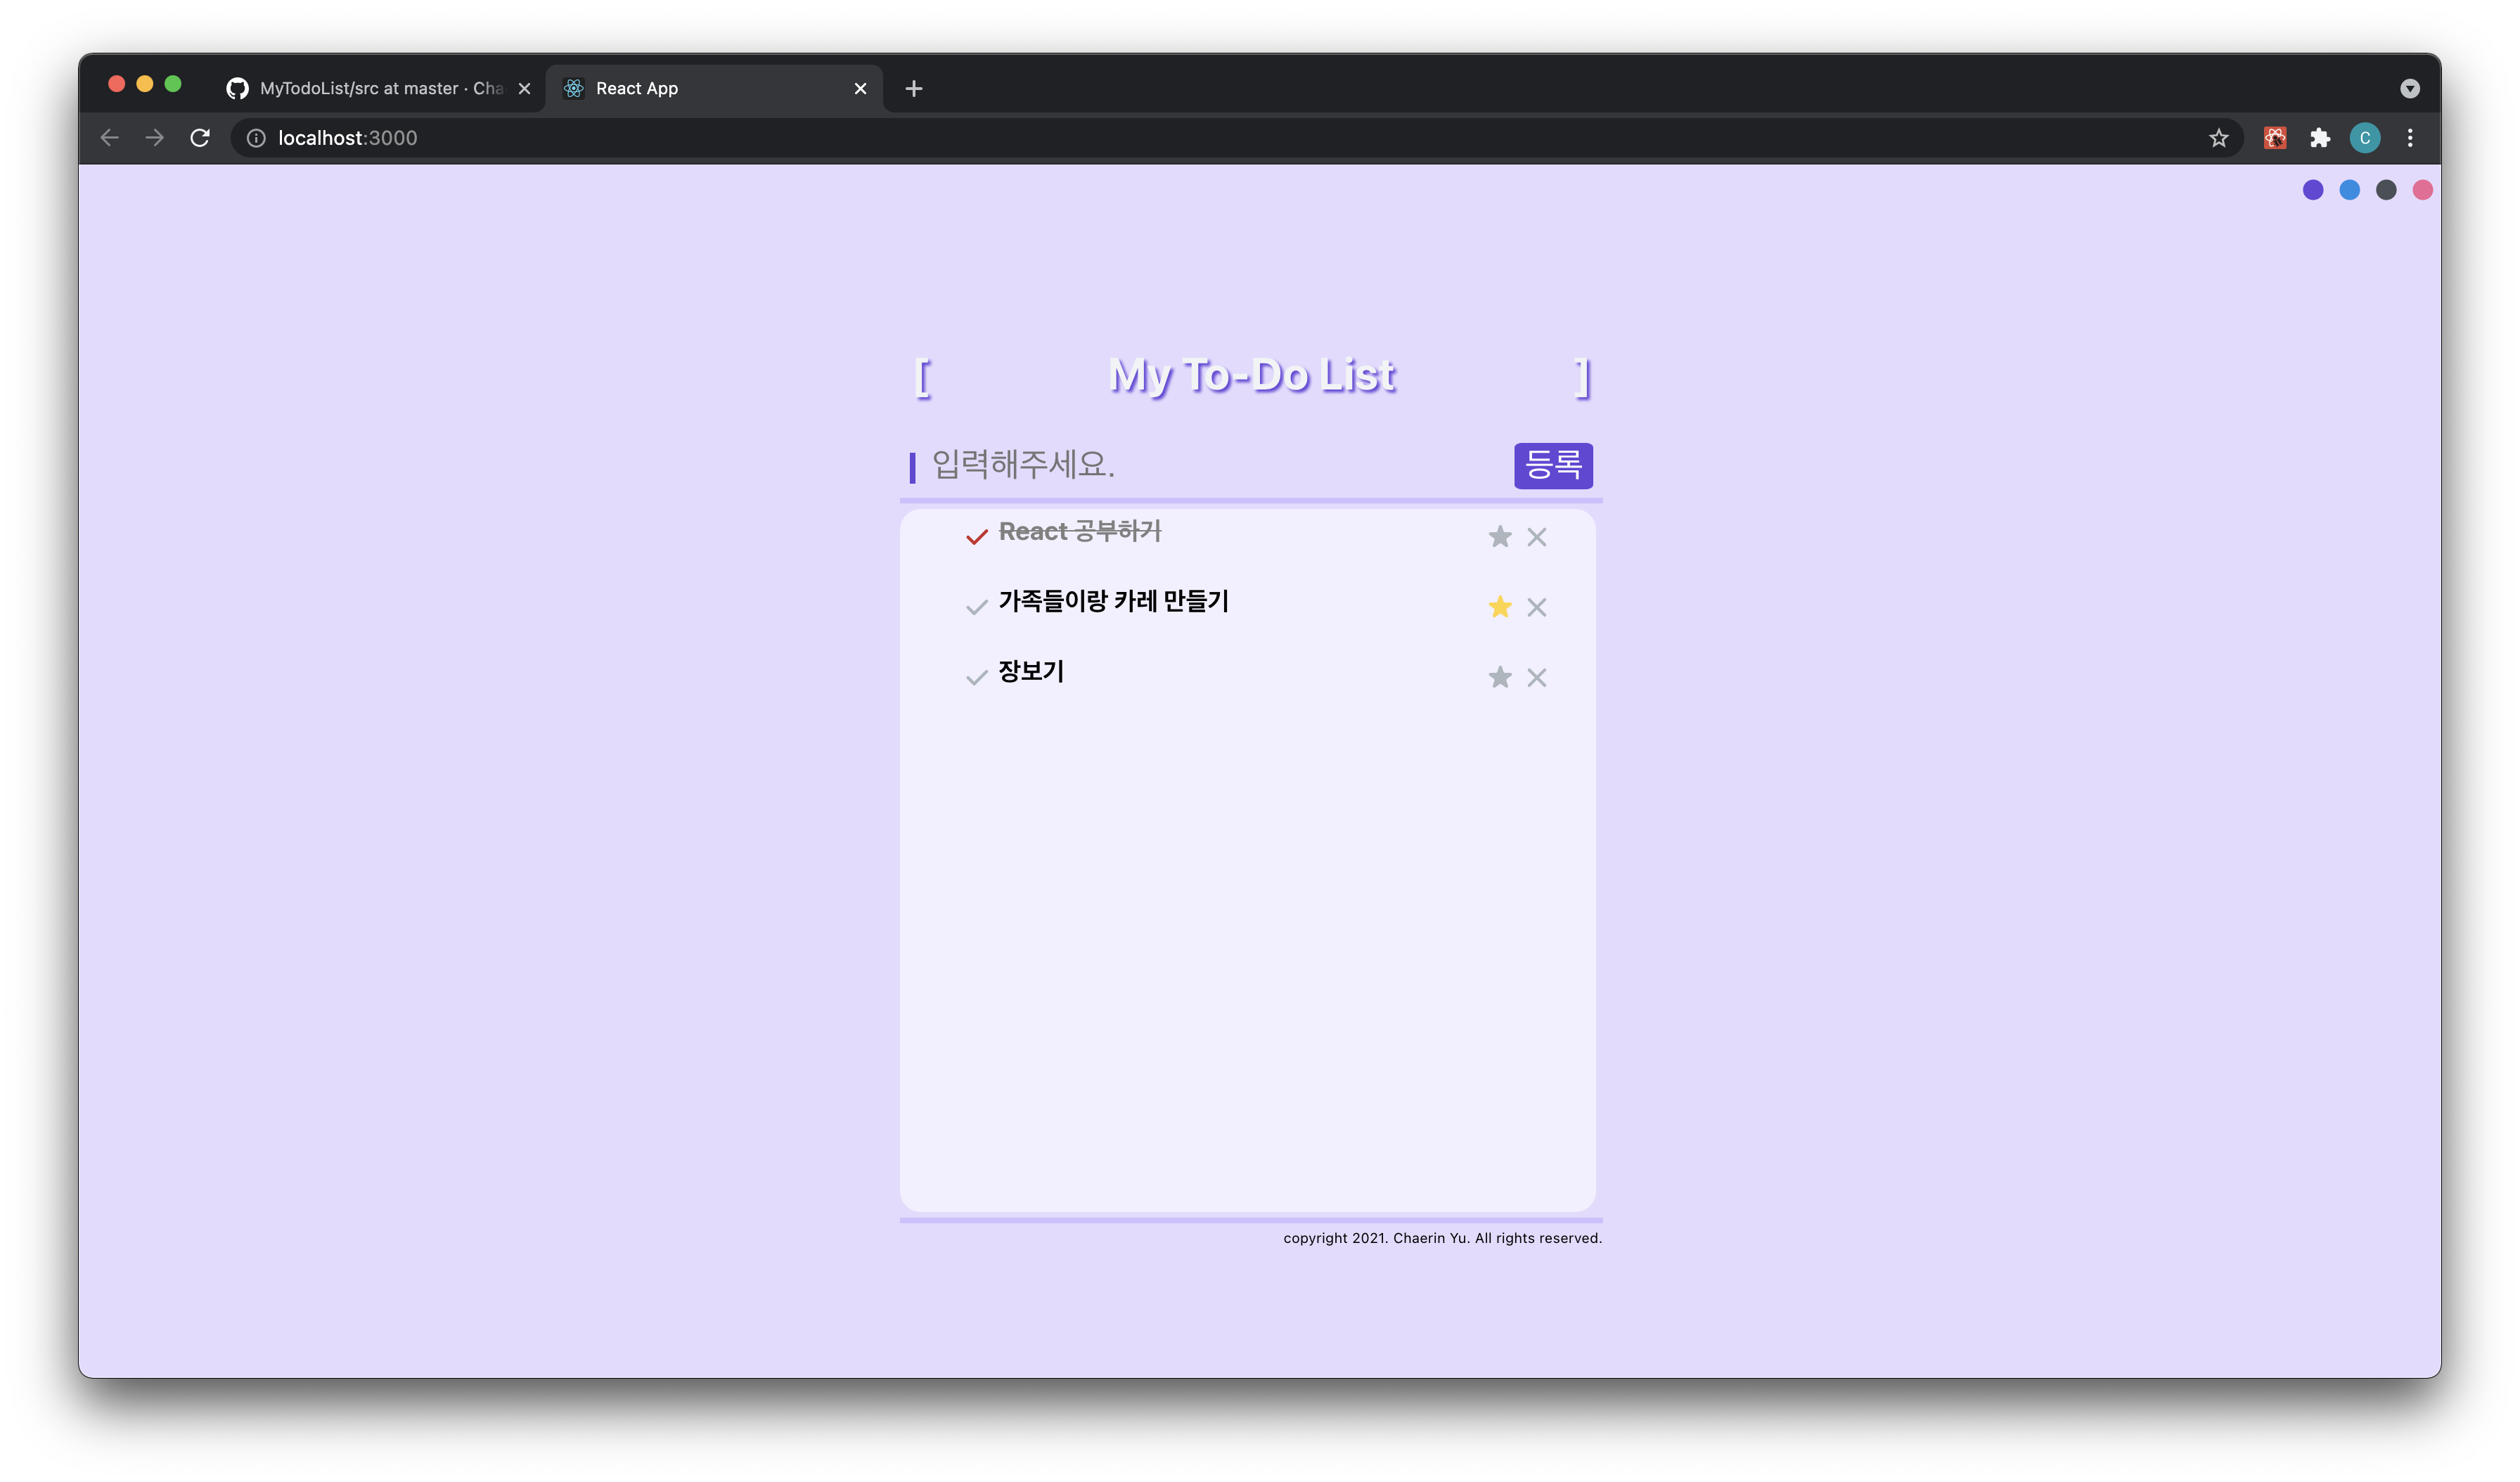 MyTodoList/src at master · Cha
React App
localhost:3000
C
[ My To-Do List ]
입력해주세요.
등록
React 공부하기
가족들이랑 카레 만들기
장보기
copyright 2021. Chaerin Yu. All rights reserved.